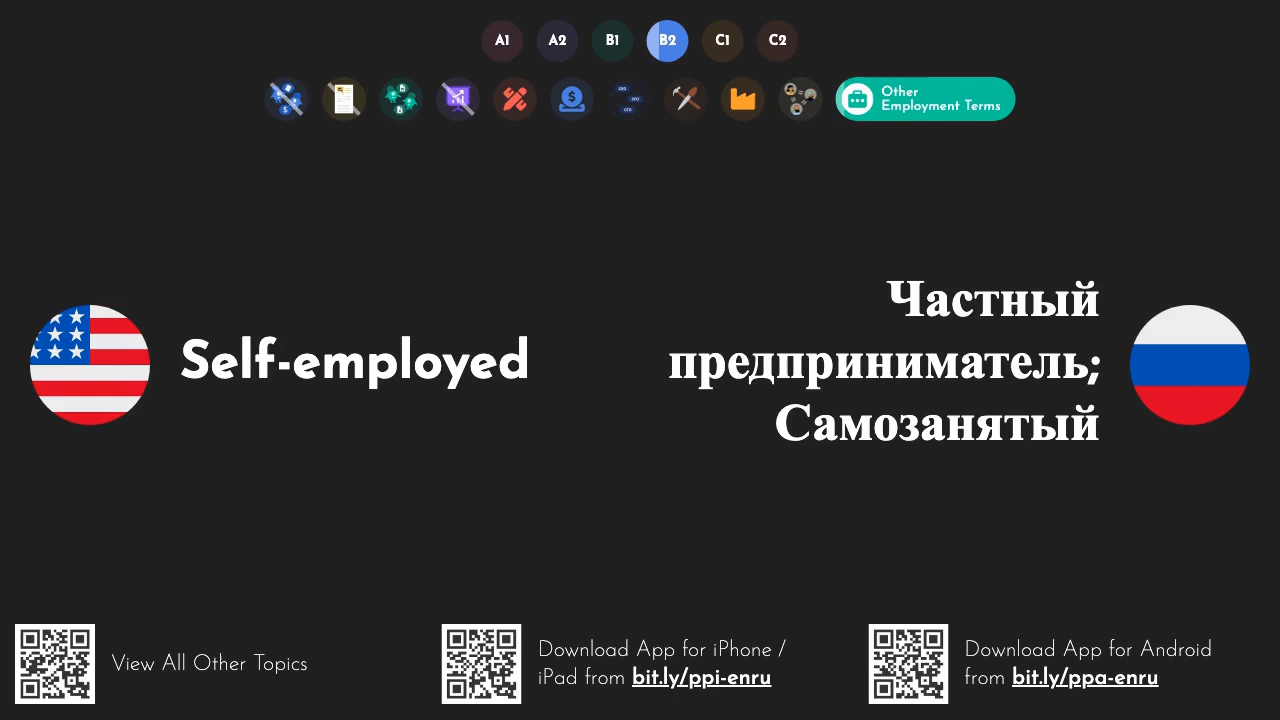 A1 A2 B1 B2 C1 C2
Other
Employment Terms
Self-employed
Частный
предприниматель;
Самозанятый
View All Other Topics
Download App for iPhone /
iPad from bit.ly/ppi-enru
Download App for Android
from bit.ly/ppa-enru